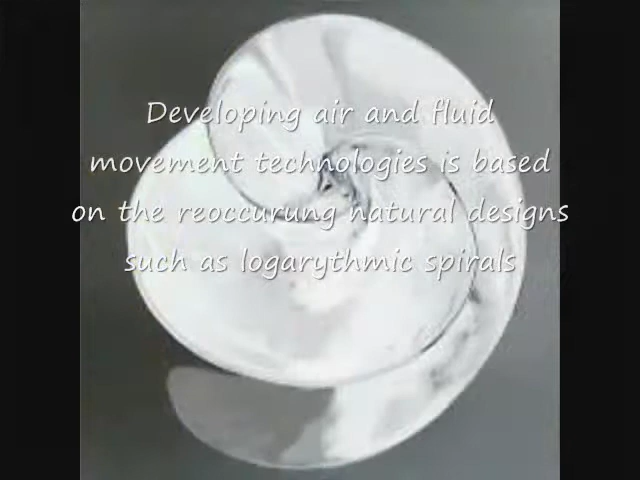 Developing air and fluid
movement technologies is based
on the reoccurung natural designs
such as logarythmic spirals